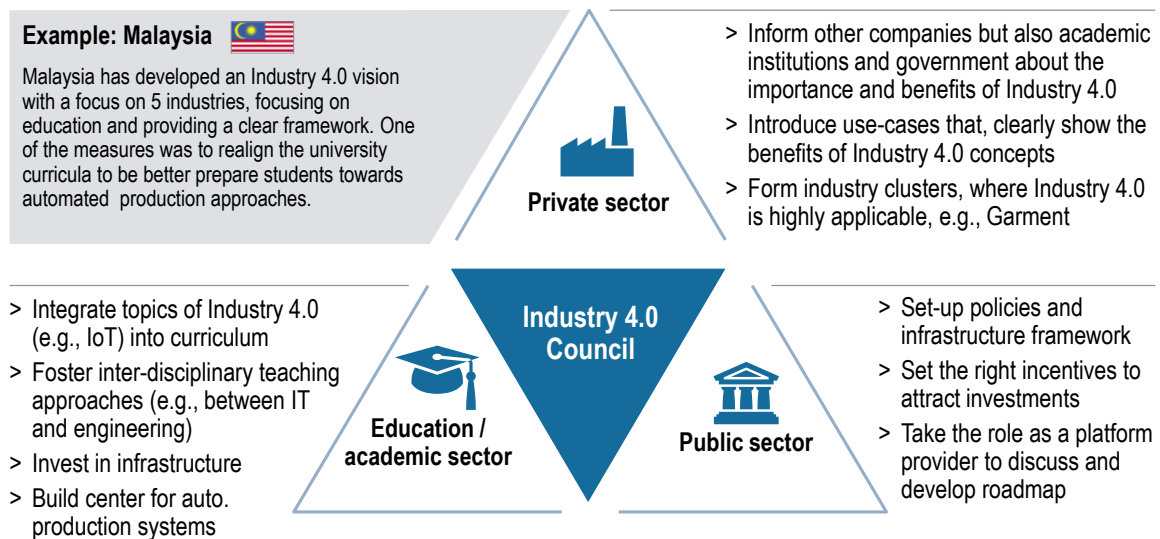 Example: Malaysia
Malaysia has developed an Industry 4.0 vision
with a focus on 5 industries, focusing on
education and providing a clear framework. One
of the measures was to realign the university
curricula to be better prepare students towards
automated  production approaches.
Private sector
> Inform other companies but also academic
institutions and government about the
importance and benefits of Industry 4.0
> Introduce use-cases that, clearly show the
benefits of Industry 4.0 concepts
> Form industry clusters, where Industry 4.0
is highly applicable, e.g., Garment
> Integrate topics of Industry 4.0
(e.g., IoT) into curriculum
> Foster inter-disciplinary teaching
approaches (e.g., between IT
and engineering)
> Invest in infrastructure
> Build center for auto.
production systems
Education /
academic sector
Industry 4.0
Council
Public sector
> Set-up policies and
infrastructure framework
> Set the right incentives to
attract investments
> Take the role as a platform
provider to discuss and
develop roadmap